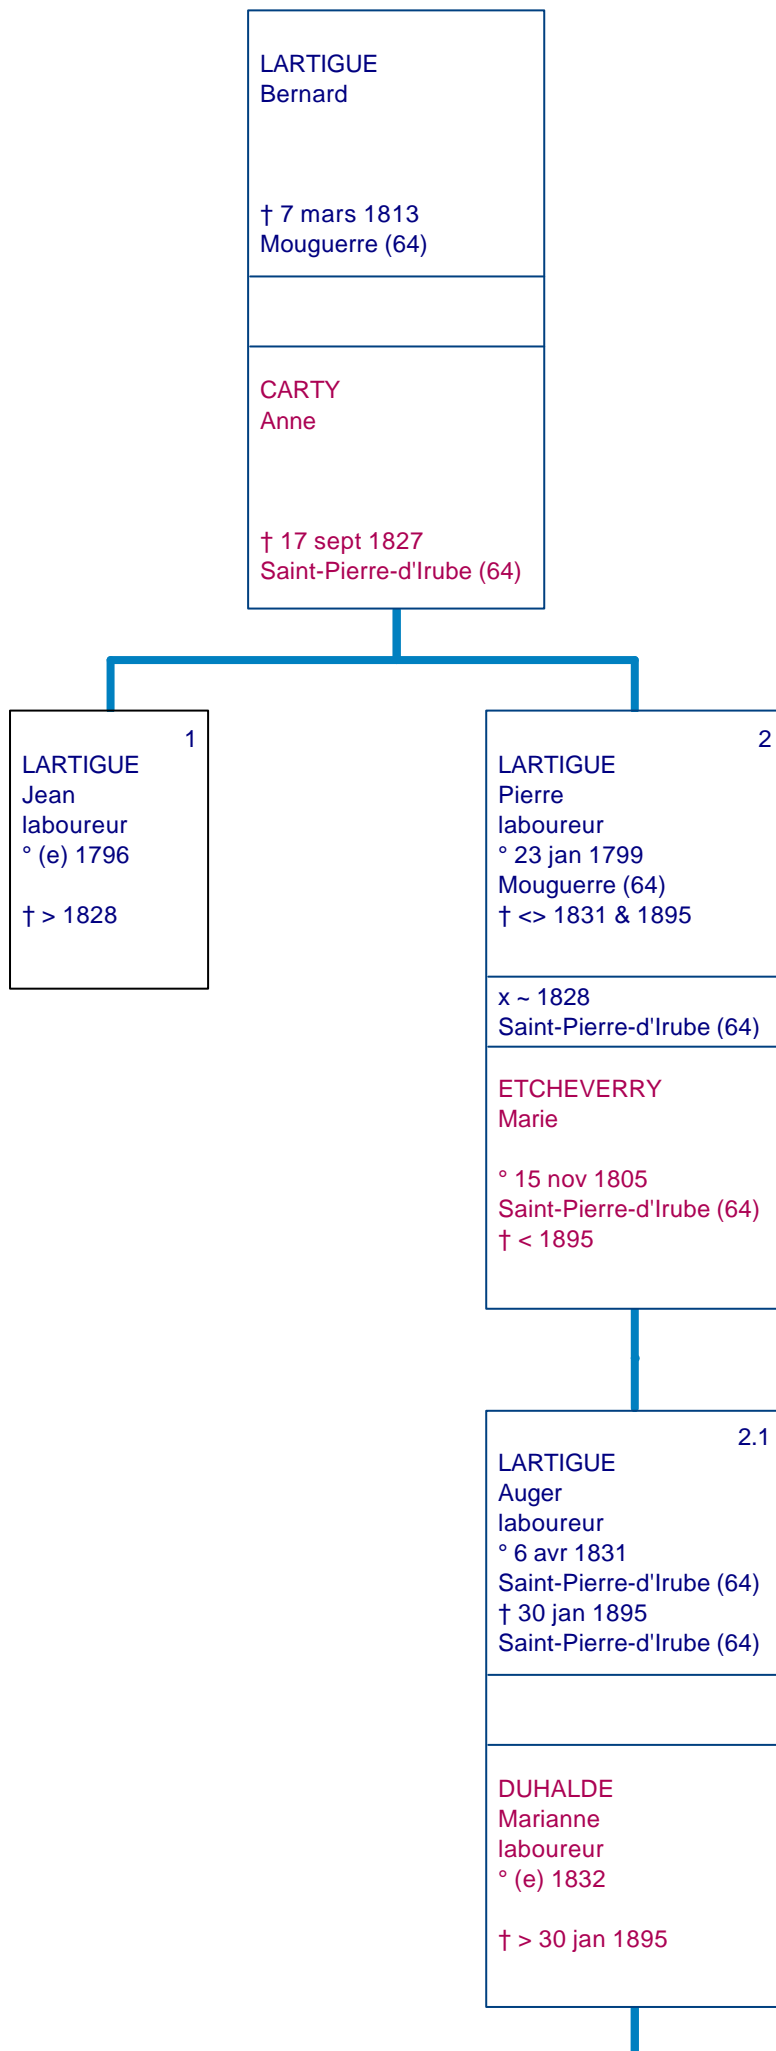 LARTIGUE
Bernard
† 7 mars 1813
Mouguerre (64)
CARTY
Anne
† 17 sept 1827
Saint-Pierre-d'Irube (64)
1
LARTIGUE
Jean
laboureur
° (e) 1796
† > 1828
2
LARTIGUE
Pierre
laboureur
° 23 jan 1799
Mouguerre (64)
† <> 1831 & 1895
x ~ 1828
Saint-Pierre-d'Irube (64)
ETCHEVERRY
Marie
° 15 nov 1805
Saint-Pierre-d'Irube (64)
† < 1895
2.1
LARTIGUE
Auger
laboureur
° 6 avr 1831
Saint-Pierre-d'Irube (64)
† 30 jan 1895
Saint-Pierre-d'Irube (64)
DUHALDE
Marianne
laboureur
° (e) 1832
† > 30 jan 1895